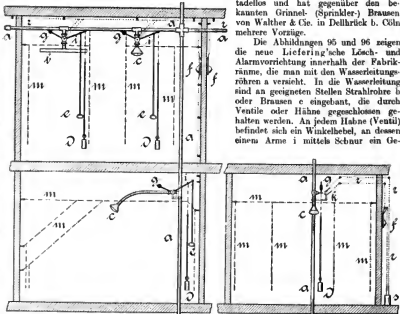 tadellos und hat gegenüber den be-
kannten Grinnel- (Sprinkler-) Brausen
von Walther & Cie. in Dellbrück b. Cöln
mehrere Vorzüge.
Die Abbildungen 95 und 96 zeigen
die neue Liefering'sche Lösch- und
Alarmvorrichtung innerhalb der Fabrik-
räume, die man mit den Wasserleitungs-
röhren a versieht. In die Wasserleitung
sind an geeigneten Stellen Strahlrohre b
oder Brausen c eingebaut, die durch
Ventile oder Hähne geschlossen ge-
halten werden. An jedem Hahne (Ventil)
befindet sich ein Winkelhebel, an dessen
einem Arme i mittels Schnur ein Ge-
a
g
g
a
i
b
f
m
m
m
c
c
D
D
g
i
c
a
m
m
m
c
D
a
g
i
k
c
m
m
m
a
D